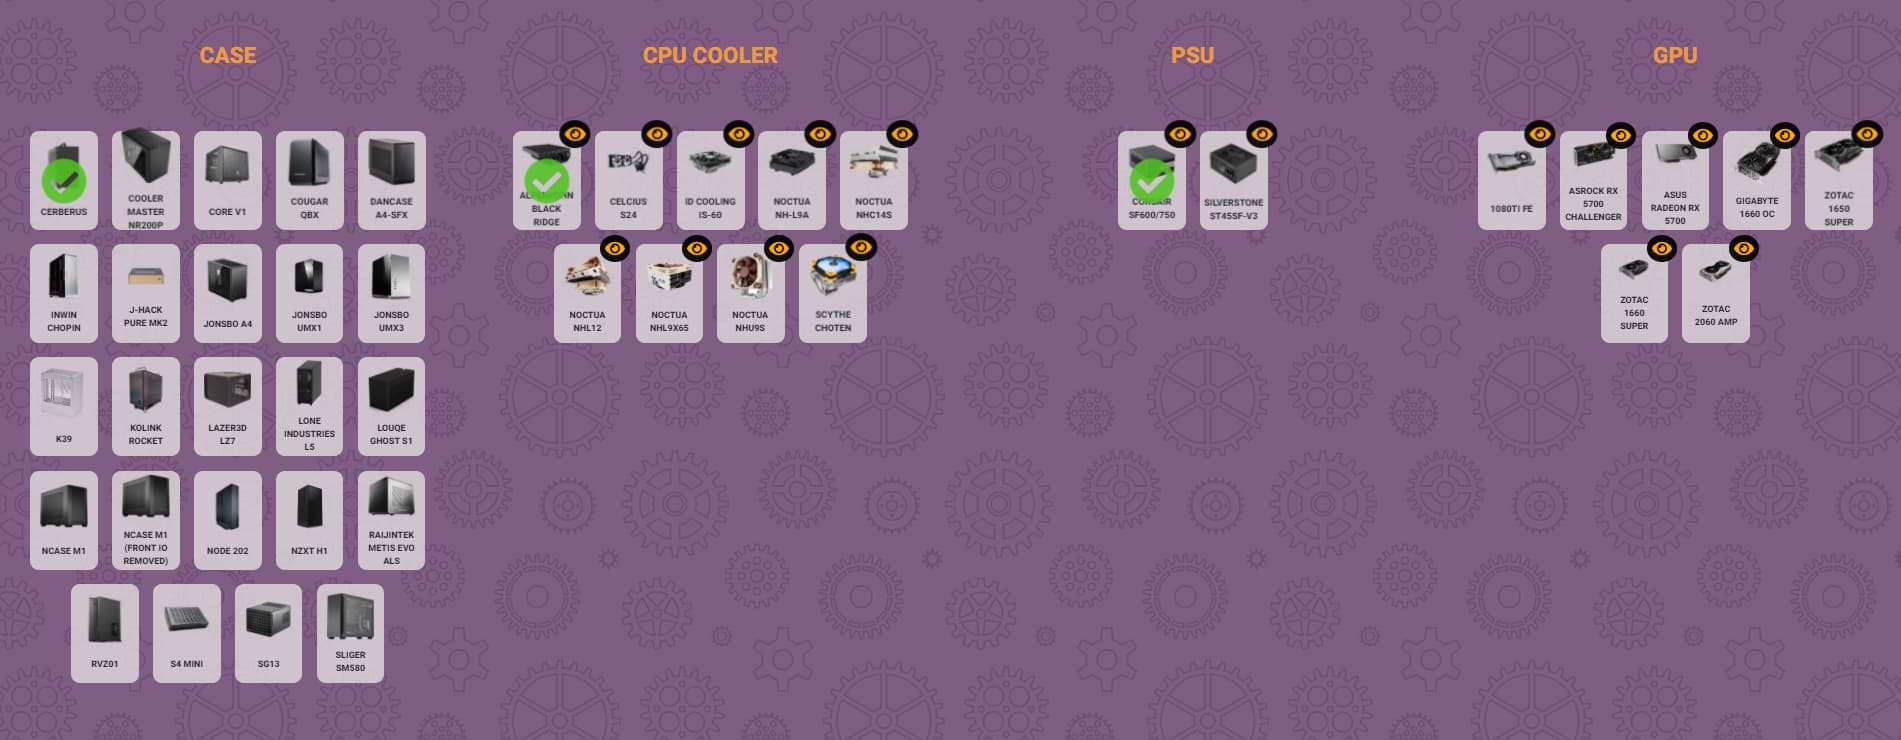 CASE
CPU COOLER
PSU
GPU
CERBERUS
COOLER
MASTER
NR200P
CORE V1
COUGAR
QBX
DANCASE
A4-SFX
BLACK
RIDGE
CELCIUS
S24
ID COOLING
IS-60
NOCTUA
NH-L9A
NOCTUA
NHC14S
CORSAIR
SF600/750
SILVERSTONE
ST45SF-V3
1080TI FE
ASROCK RX
5700
CHALLENGER
ASUS
RADEON RX
5700
GIGABYTE
1660 OC
ZOTAC
1650
SUPER
INWIN
CHOPIN
J-HACK
PURE MK2
JONSBO A4
JONSBO
UMX1
JONSBO
UMX3
NOCTUA
NHL12
NOCTUA
NHL9X65
NOCTUA
NHU9S
SCYTHE
CHOTEN
ZOTAC
1660
SUPER
ZOTAC
2060 AMP
K39
KOLINK
ROCKET
LAZER3D
LZ7
LONE
INDUSTRIES
L5
LOUQE
GHOST S1
NCASE M1
NCASE M1
(FRONT IO
REMOVED)
NODE 202
NZXT H1
RAIJINTEK
METIS EVO
ALS
RVZ01
S4 MINI
SG13
SLIGER
SM580